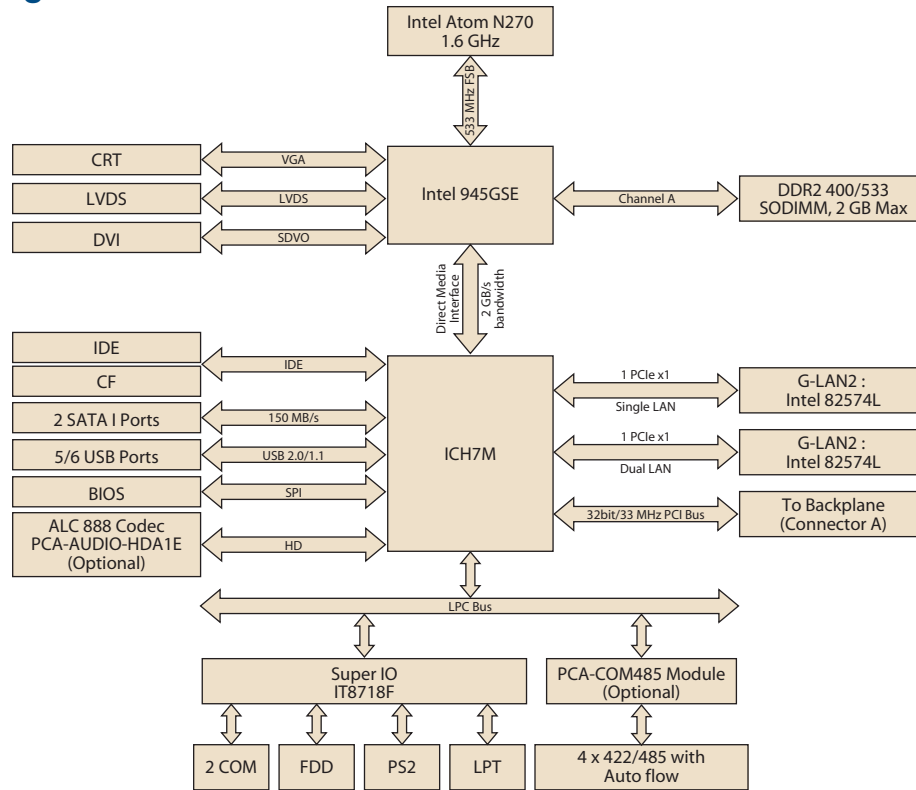 Intel Atom N270
1.6 GHz
533 MHz FSB
CRT
VGA
LVDS
LVDS
DVI
SDVO
Intel 945GSE
Channel A
DDR2 400/533
SODIMM, 2 GB Max
Direct Media
Interface
2 GB/s
bandwidth
IDE
CF
IDE
2 SATA I Ports
150 MB/s
5/6 USB Ports
USB 2.0/1.1
BIOS
SPI
ALC 888 Codec
PCA-AUDIO-HDA1E
(Optional)
HD
ICH7M
1 PCIe x1
Single LAN
G-LAN2 :
Intel 82574L
1 PCIe x1
Dual LAN
G-LAN2 :
Intel 82574L
32bit/33 MHz PCI Bus
To Backplane
(Connector A)
LPC Bus
Super IO
IT8718F
PCA-COM485 Module
(Optional)
2 COM
FDD
PS2
LPT
4 x 422/485 with
Auto flow